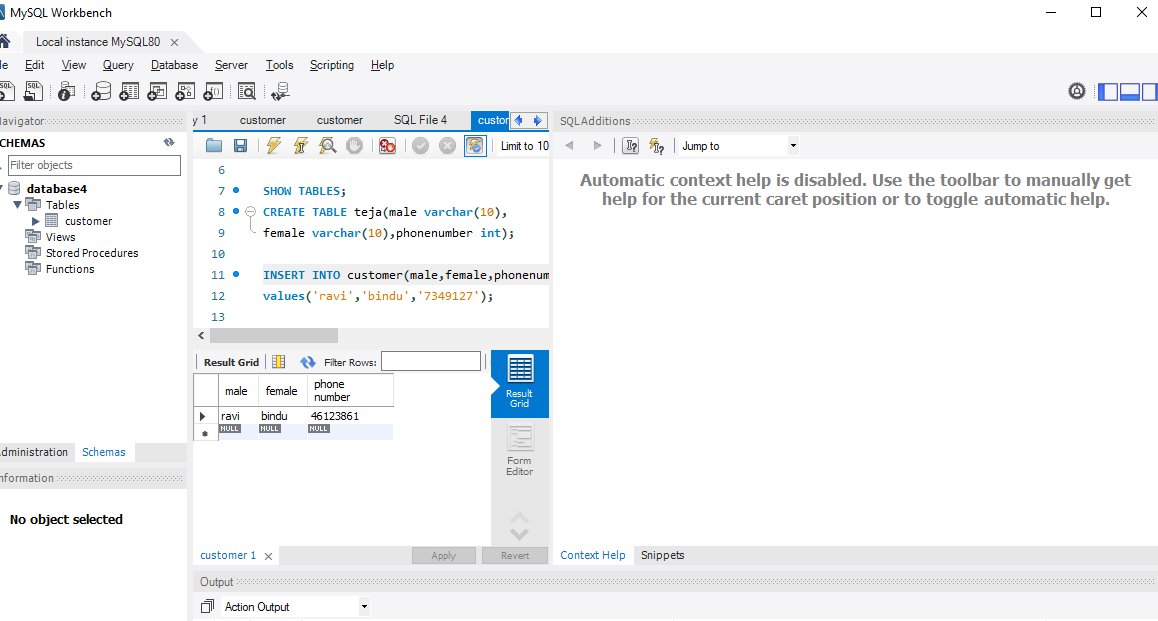 MySQL Workbench
Local instance MySQL80
le Edit View Query Database Server Tools Scripting Help
avigator
y 1 customer customer SQL File 4 custor
SQLAdditions
CHEMAS
Limit to 10
Jump to
Filter objects
database4
Tables
customer
Views
Stored Procedures
Functions
6
7 SHOW TABLES;
8 CREATE TABLE teja(male varchar(10),
9 female varchar(10),phonenumber int);
10
11 INSERT INTO customer(male,female,phonenum
12 values('ravi','bindu','7349127');
13
Automatic context help is disabled. Use the toolbar to manually get
help for the current caret position or to toggle automatic help.
Result Grid Filter Rows:
male female phone
number
ravi bindu 46123861
NULL NULL NULL
Result
Grid
Form
Editor
dministration Schemas
nformation
No object selected
customer 1 Apply Revert
Context Help Snippets
Output
Action Output